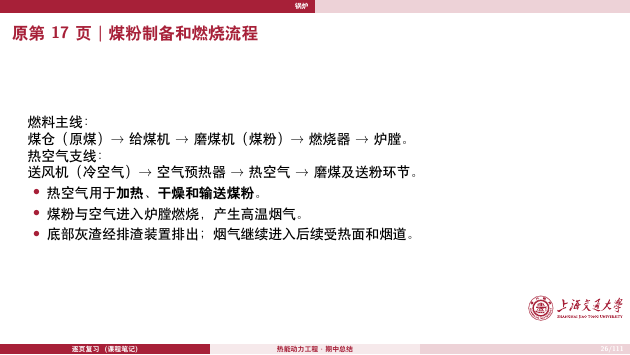 锅炉
原第 17 页 | 煤粉制备和燃烧流程
燃料主线：
煤仓（原煤）→ 给煤机 → 磨煤机（煤粉）→ 燃烧器 → 炉膛。
热空气支线：
送风机（冷空气）→ 空气预热器 → 热空气 → 磨煤及送粉环节。
• 热空气用于加热、干燥和输送煤粉。
• 煤粉与空气进入炉膛燃烧，产生高温烟气。
• 底部灰渣经排渣装置排出；烟气继续进入后续受热面和烟道。
上海交通大学
SHANGHAI JIAO TONG UNIVERSITY
逐页复习（课程笔记）
热能动力工程 · 期中总结
26/111